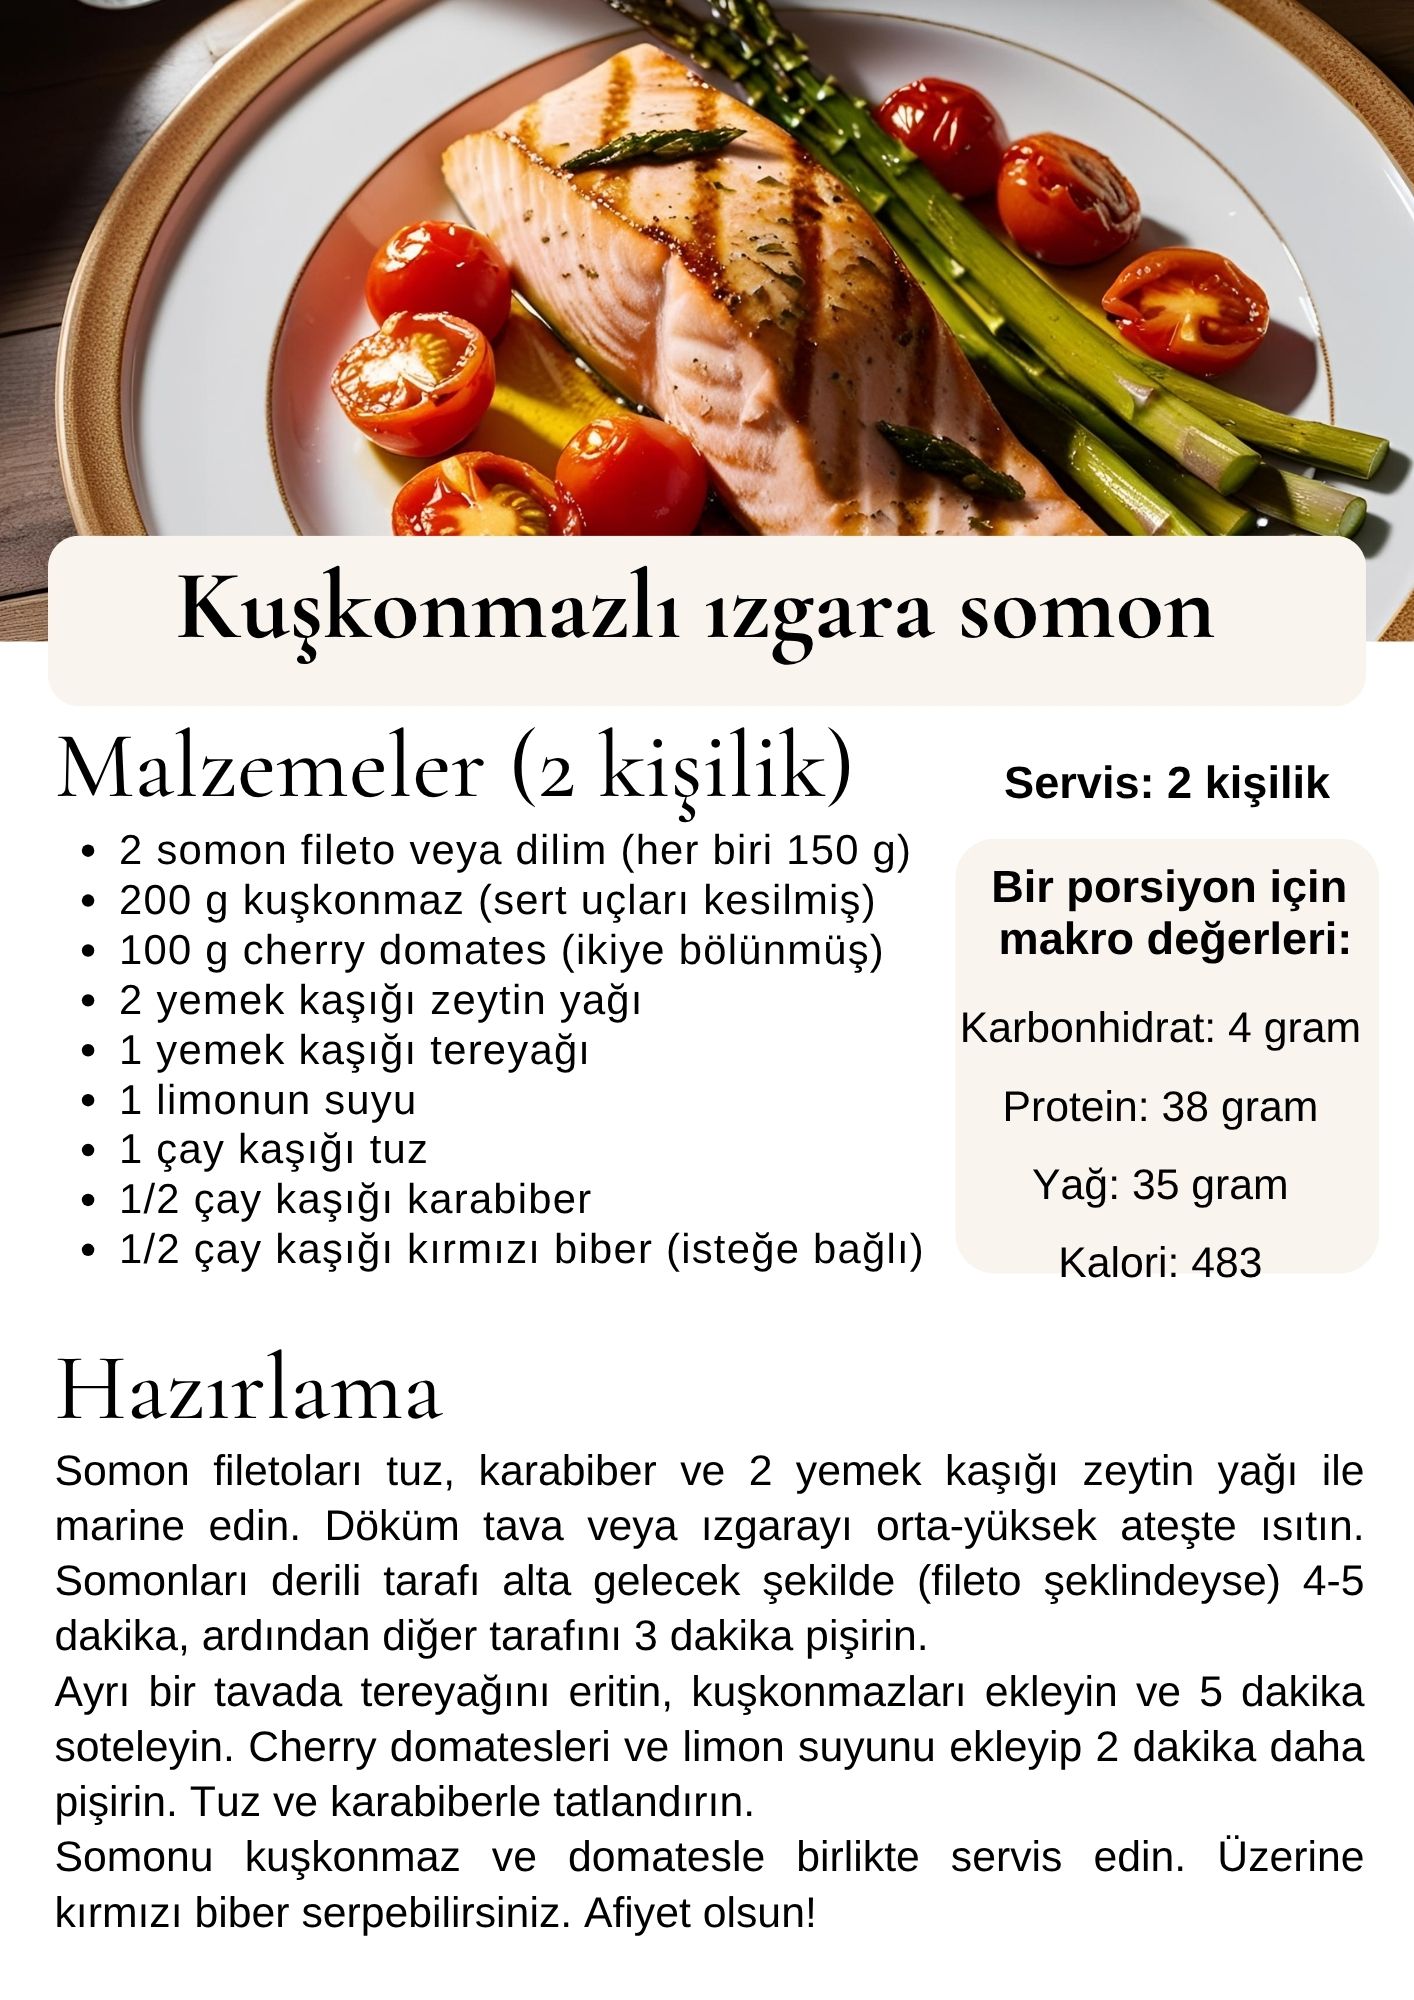 Kuşkonmazlı ızgara somon
Malzemeler (2 kişilik)
2 somon fileto veya dilim (her biri 150 g)
200 g kuşkonmaz (sert uçları kesilmiş)
100 g cherry domates (ikiye bölünmüş)
2 yemek kaşığı zeytin yağı
1 yemek kaşığı tereyağı
1 limonun suyu
1 çay kaşığı tuz
1/2 çay kaşığı karabiber
1/2 çay kaşığı kırmızı biber (isteğe bağlı)
Servis: 2 kişilik
Bir porsiyon için
makro değerleri:
Karbonhidrat: 4 gram
Protein: 38 gram
Yağ: 35 gram
Kalori: 483
Hazırlama
Somon filetoları tuz, karabiber ve 2 yemek kaşığı zeytin yağı ile
marine edin. Döküm tava veya ızgarayı orta-yüksek ateşte ısıtın.
Somonları derili tarafı alta gelecek şekilde (fileto şeklindeyse) 4-5
dakika, ardından diğer tarafını 3 dakika pişirin.
Ayrı bir tavada tereyağını eritin, kuşkonmazları ekleyin ve 5 dakika
soteleyin. Cherry domatesleri ve limon suyunu ekleyip 2 dakika daha
pişirin. Tuz ve karabiberle tatlandırın.
Somonu kuşkonmaz ve domatesle birlikte servis edin. Üzerine
kırmızı biber serpebilirsiniz. Afiyet olsun!